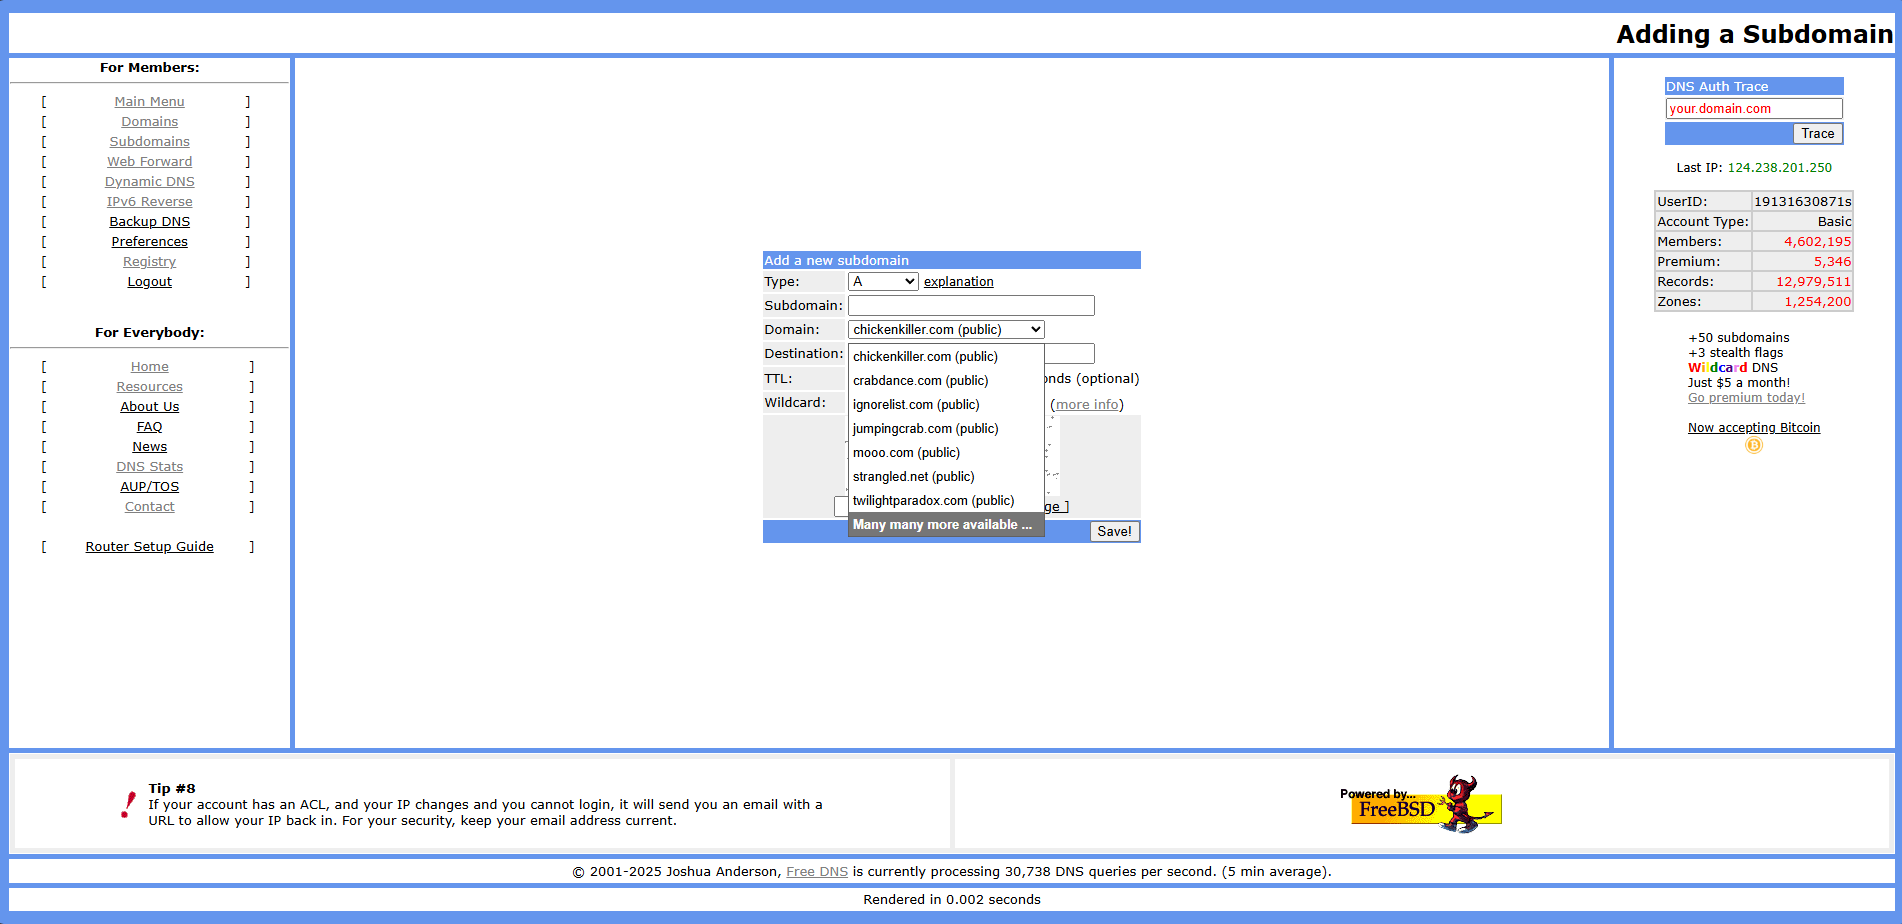 Adding a Subdomain
For Members:
[ Main Menu ]
[ Domains ]
[ Subdomains ]
[ Web Forward ]
[ Dynamic DNS ]
[ IPv6 Reverse ]
[ Backup DNS ]
[ Preferences ]
[ Registry ]
[ Logout ]
For Everybody:
[ Home ]
[ Resources ]
[ About Us ]
[ FAQ ]
[ News ]
[ DNS Stats ]
[ AUP/TOS ]
[ Contact ]
[ Router Setup Guide ]
Add a new subdomain
Type: A explanation
Subdomain:
Domain: chickenkiller.com (public)
Destination:
TTL: (optional)
Wildcard: (more info)
chickenkiller.com (public)
crabdance.com (public)
ignorelist.com (public)
jumpingcrab.com (public)
mooo.com (public)
strangled.net (public)
twilightparadox.com (public)
Many many more available ...
]
Save!
DNS Auth Trace
your.domain.com
Trace
Last IP: 124.238.201.250
UserID: 19131630871s
Account Type: Basic
Members: 4,602,195
Premium: 5,346
Records: 12,979,511
Zones: 1,254,200
+50 subdomains
+3 stealth flags
Wildcard DNS
Just $5 a month!
Go premium today!
Now accepting Bitcoin
Tip #8
If your account has an ACL, and your IP changes and you cannot login, it will send you an email with a
URL to allow your IP back in. For your security, keep your email address current.
Powered by...
FreeBSD
© 2001-2025 Joshua Anderson, Free DNS is currently processing 30,738 DNS queries per second. (5 min average).
Rendered in 0.002 seconds